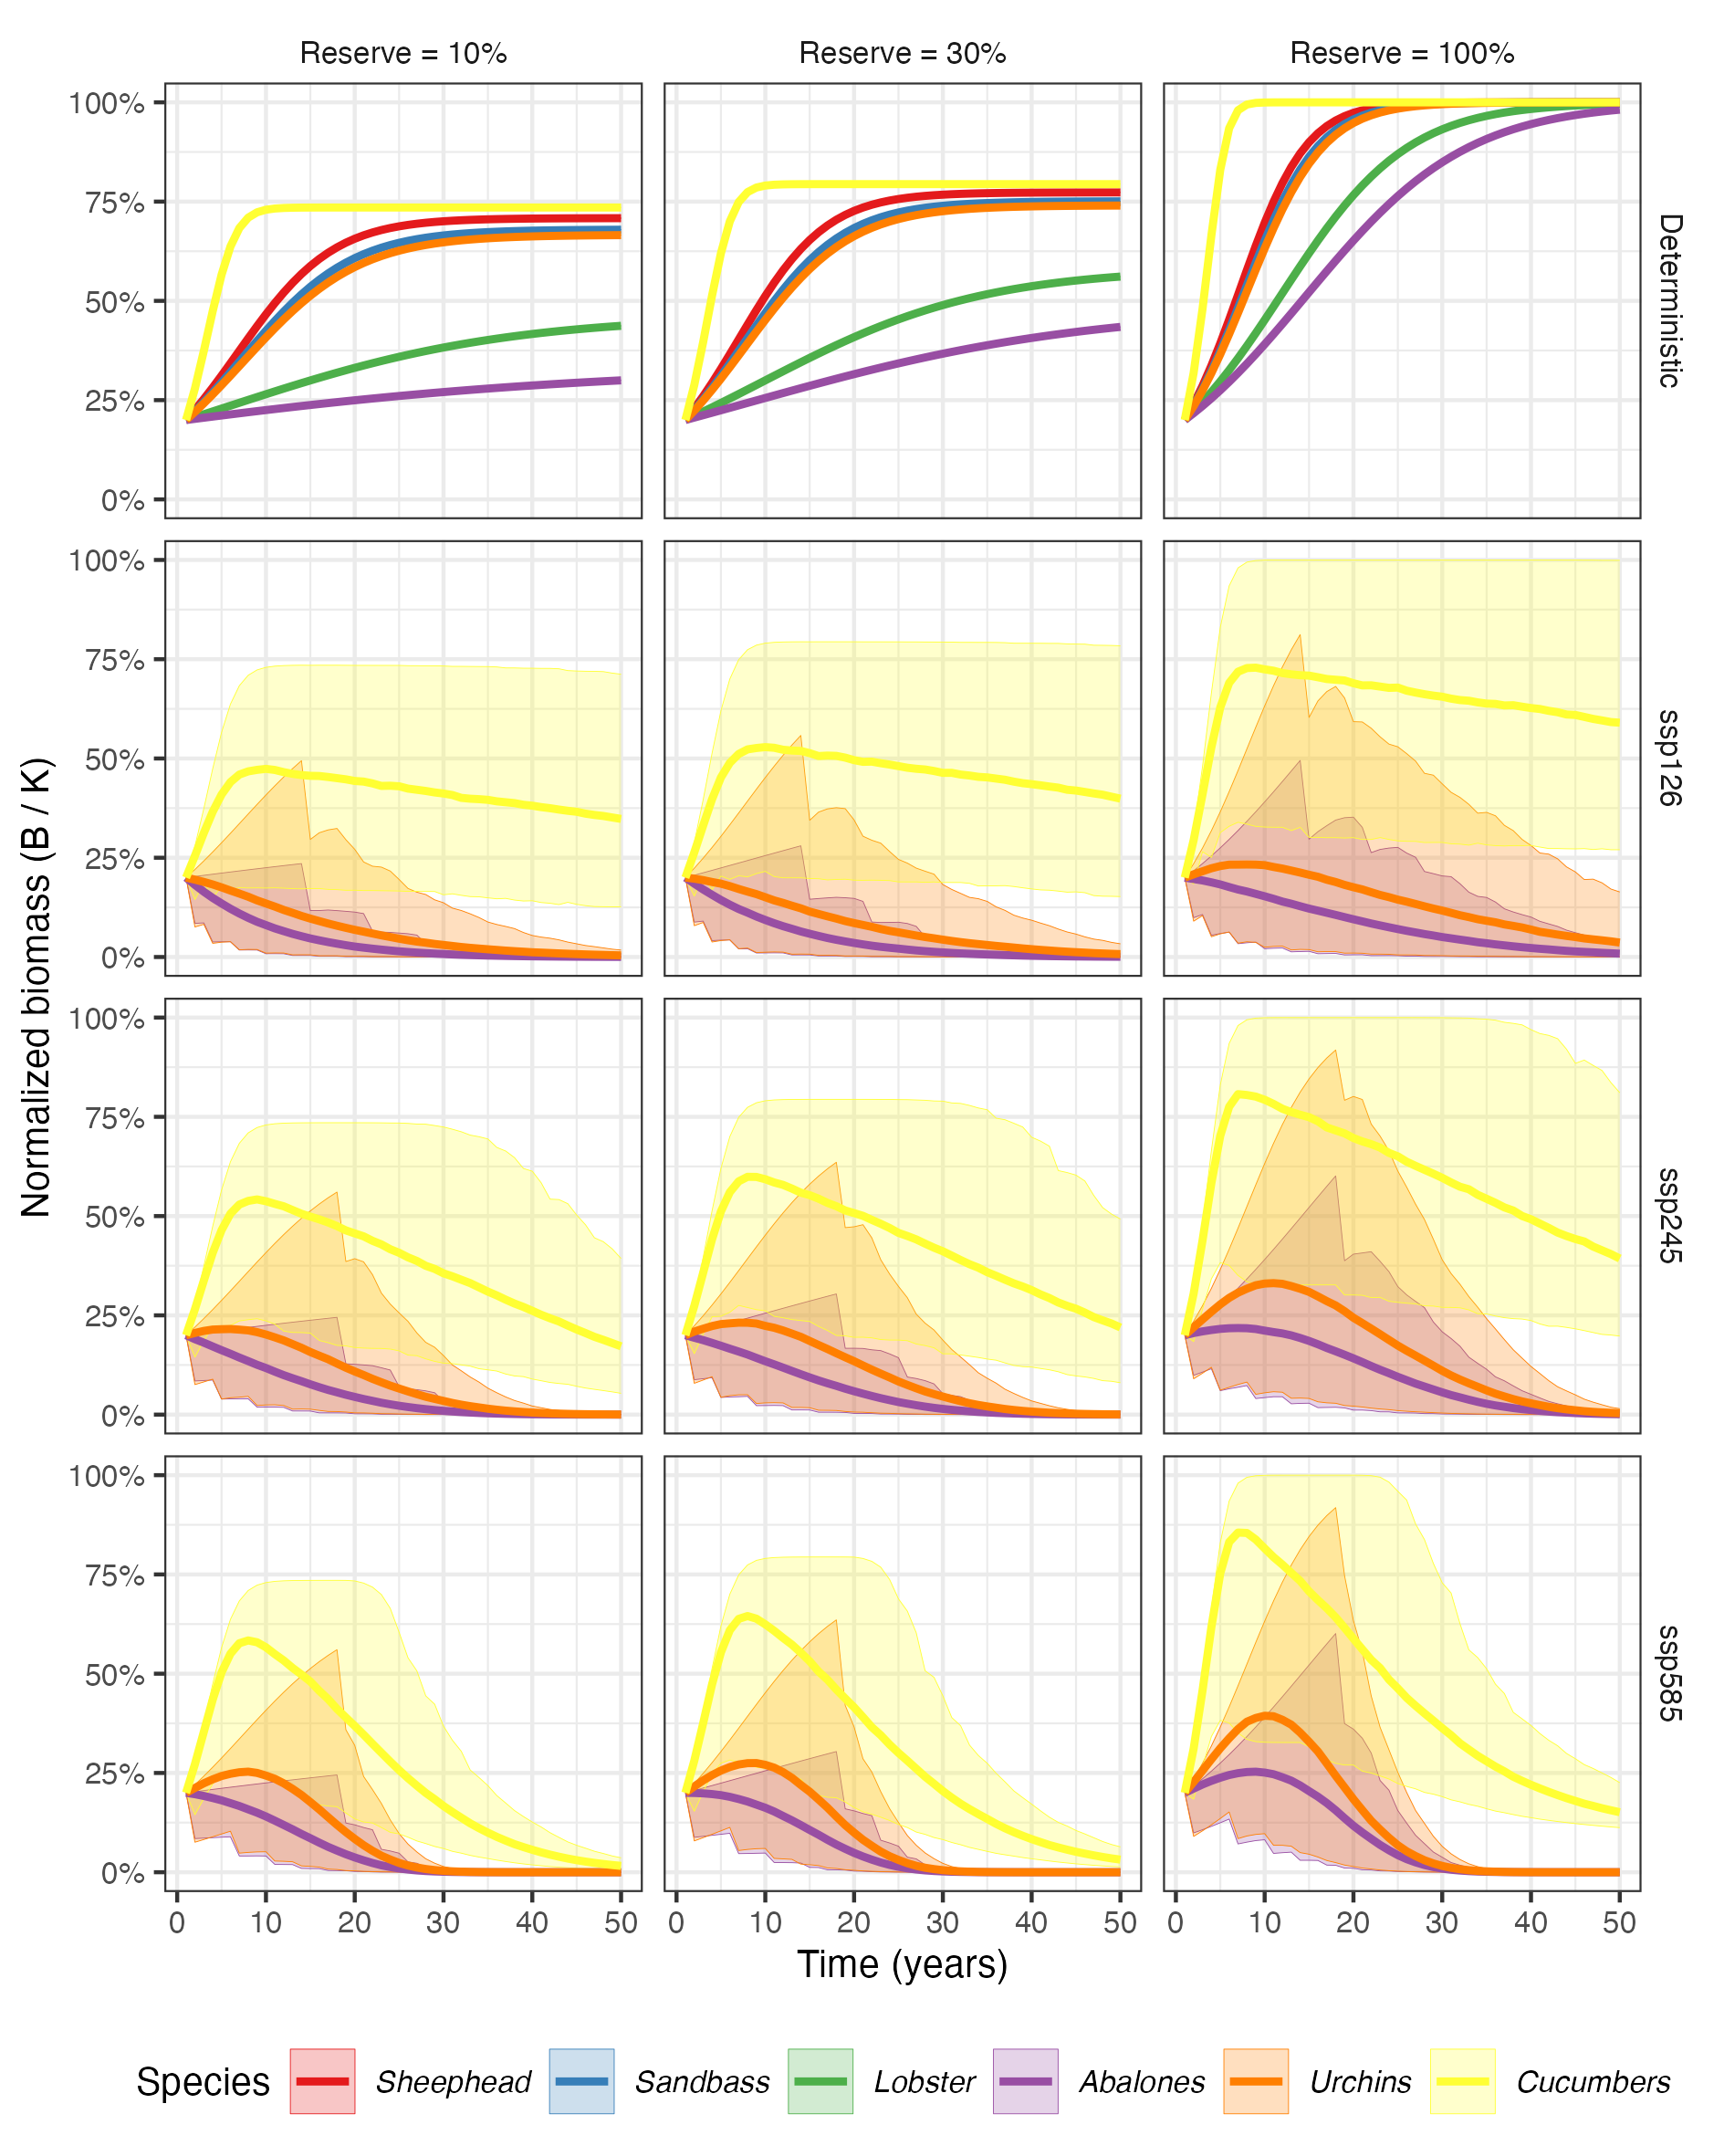 Reserve = 10%
Reserve = 30%
Reserve = 100%
100%
75%
50%
25%
0%
Deterministic
100%
75%
50%
25%
0%
ssp126
Normalized biomass (B / K)
100%
75%
50%
25%
0%
ssp245
100%
75%
50%
25%
0%
ssp585
0 10 20 30 40 50
0 10 20 30 40 50
0 10 20 30 40 50
Time (years)
Species Sheephead Sandbass Lobster Abalones Urchins Cucumbers